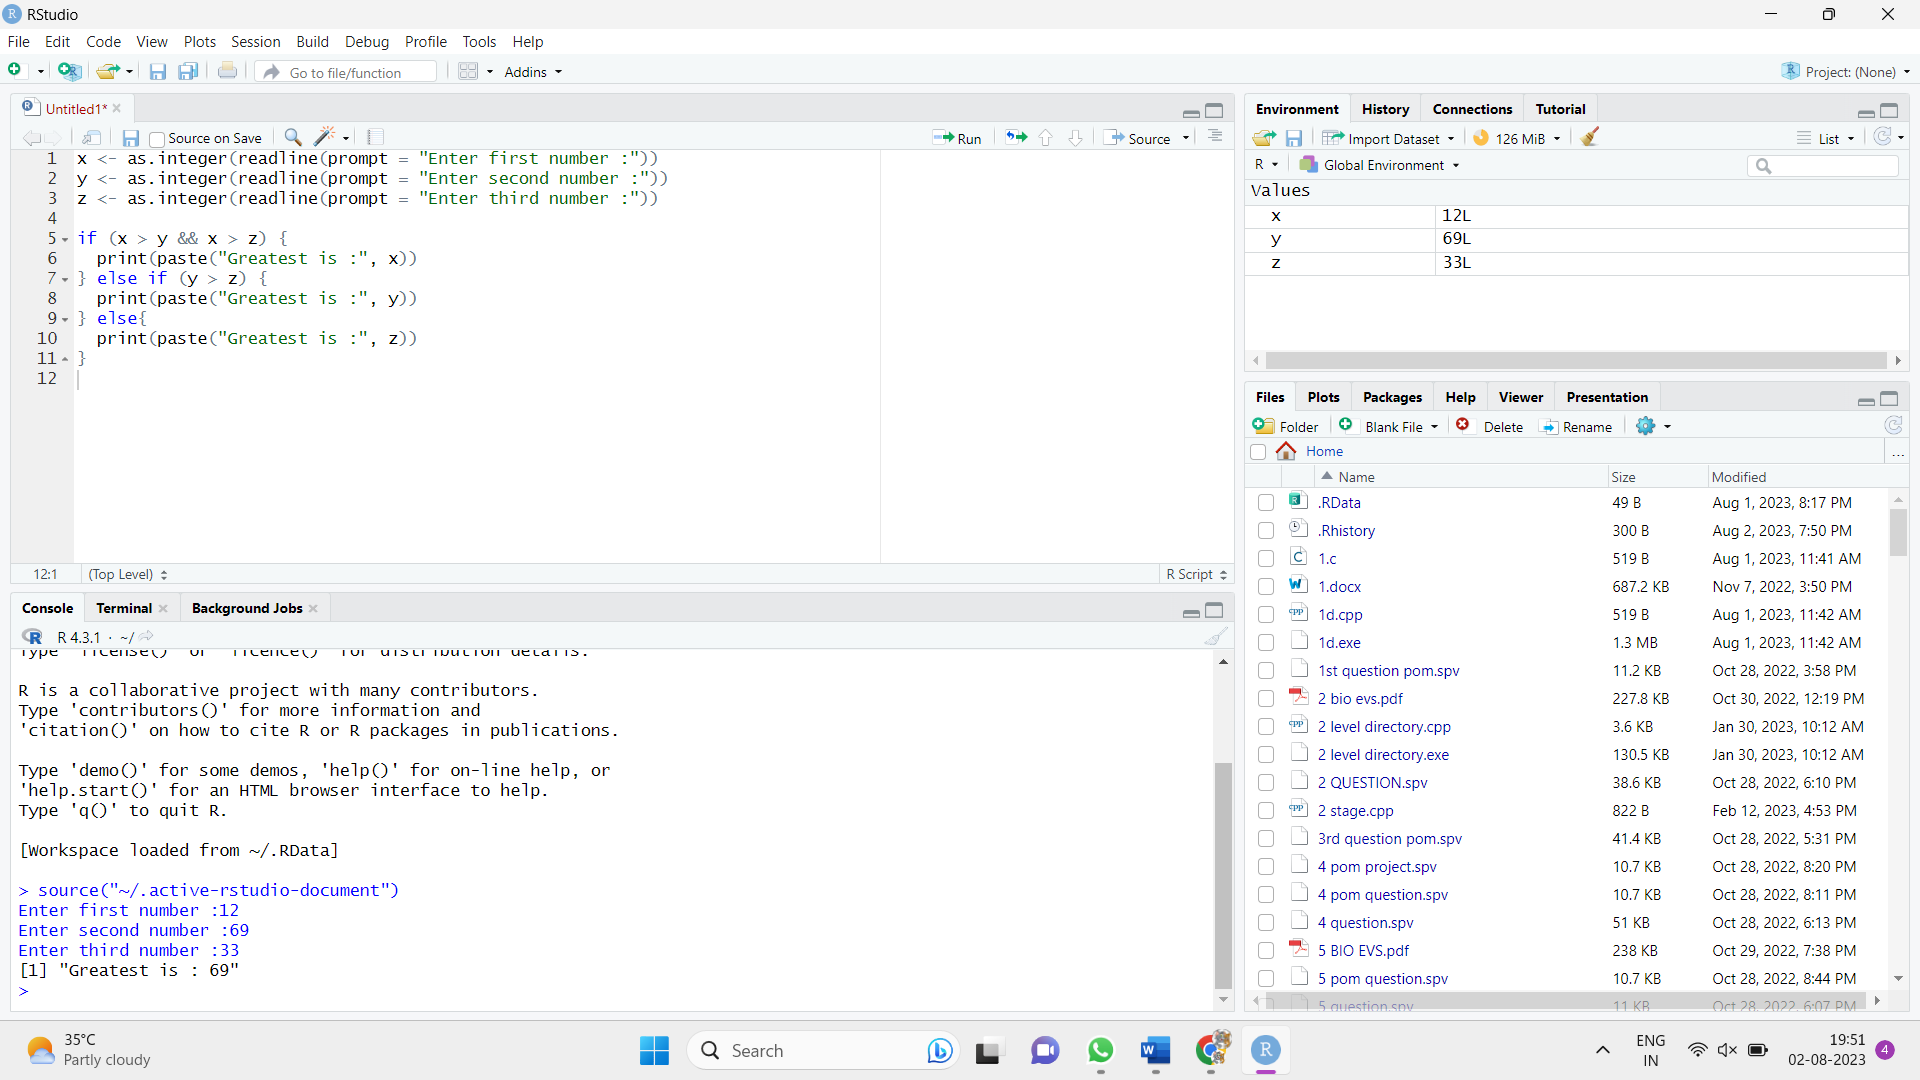 RStudio
File Edit Code View Plots Session Build Debug Profile Tools Help
Go to file/function Addins Project: (None)
Untitled1*
Source on Save Run Source
1 x <- as.integer(readline(prompt = "Enter first number :"))
2 y <- as.integer(readline(prompt = "Enter second number :"))
3 z <- as.integer(readline(prompt = "Enter third number :"))
4
5 if (x > y && x > z) {
6 print(paste("Greatest is :", x))
7 } else if (y > z) {
8 print(paste("Greatest is :", y))
9 } else{
10 print(paste("Greatest is :", z))
11 }
12
12:1 (Top Level) R Script
Console Terminal Background Jobs
R 4.3.1 · ~/
Type 'license()' or 'licence()' for distribution details.
R is a collaborative project with many contributors.
Type 'contributors()' for more information and
'citation()' on how to cite R or R packages in publications.
Type 'demo()' for some demos, 'help()' for on-line help, or
'help.start()' for an HTML browser interface to help.
Type 'q()' to quit R.
[Workspace loaded from ~/.RData]
> source("~/.active-rstudio-document")
Enter first number :12
Enter second number :69
Enter third number :33
[1] "Greatest is : 69"
>
Environment History Connections Tutorial
Import Dataset 126 MiB List
R Global Environment
Values
x 12L
y 69L
z 33L
Files Plots Packages Help Viewer Presentation
Folder Blank File Delete Rename
Home ...
Name Size Modified
.RData 49 B Aug 1, 2023, 8:17 PM
.Rhistory 300 B Aug 2, 2023, 7:50 PM
1.c 519 B Aug 1, 2023, 11:41 AM
1.docx 687.2 KB Nov 7, 2022, 3:50 PM
1d.cpp 519 B Aug 1, 2023, 11:42 AM
1d.exe 1.3 MB Aug 1, 2023, 11:42 AM
1st question pom.spv 11.2 KB Oct 28, 2022, 3:58 PM
2 bio evs.pdf 227.8 KB Oct 30, 2022, 12:19 PM
2 level directory.cpp 3.6 KB Jan 30, 2023, 10:12 AM
2 level directory.exe 130.5 KB Jan 30, 2023, 10:12 AM
2 QUESTION.spv 38.6 KB Oct 28, 2022, 6:10 PM
2 stage.cpp 822 B Feb 12, 2023, 4:53 PM
3rd question pom.spv 41.4 KB Oct 28, 2022, 5:31 PM
4 pom project.spv 10.7 KB Oct 28, 2022, 8:20 PM
4 pom question.spv 10.7 KB Oct 28, 2022, 8:11 PM
4 question.spv 51 KB Oct 28, 2022, 6:13 PM
5 BIO EVS.pdf 238 KB Oct 29, 2022, 7:38 PM
5 pom question.spv 10.7 KB Oct 28, 2022, 8:44 PM
5 question.spv 11 KB Oct 28, 2022, 6:07 PM
35°C
Partly cloudy
Search
ENG
IN
19:51
02-08-2023
4